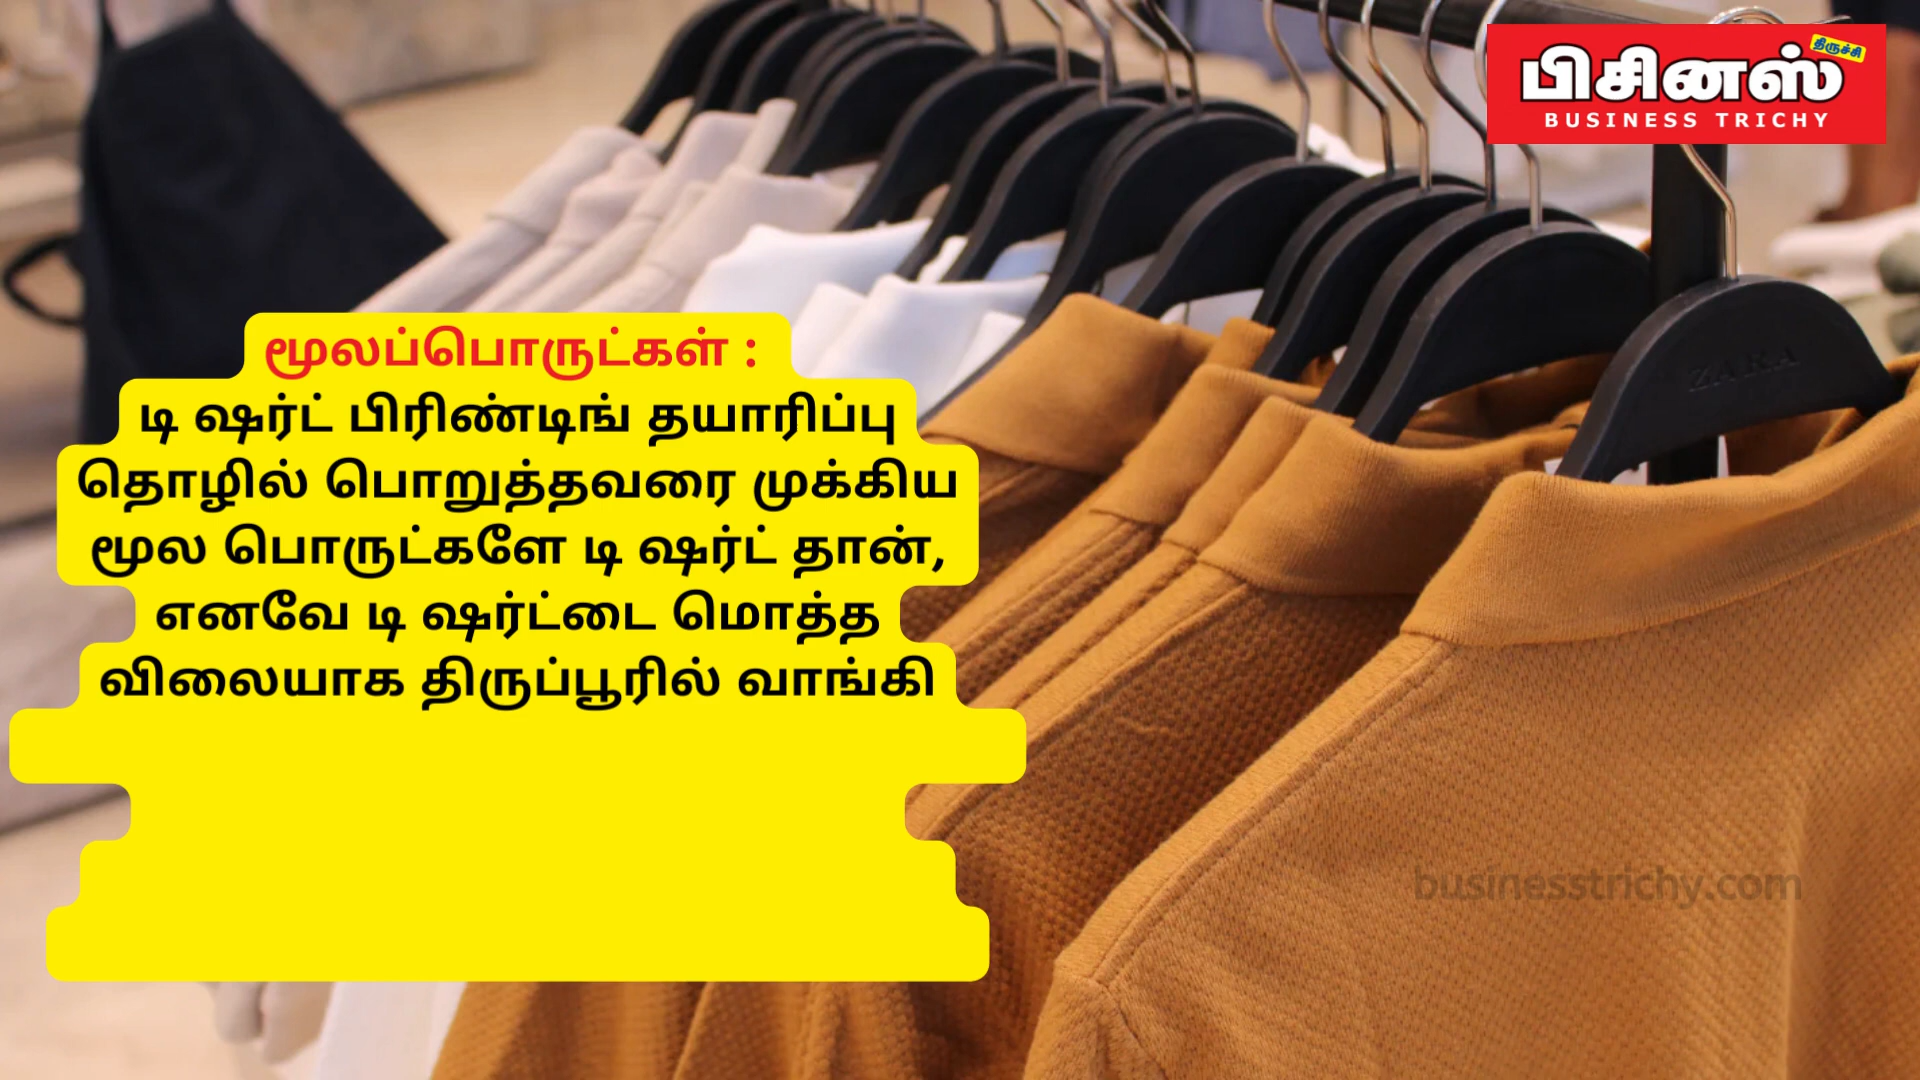 பிசினஸ்
திருச்சி
BUSINESS TRICHY
ZARA
மூலப்பொருட்கள் :
டி ஷர்ட் பிரிண்டிங் தயாரிப்பு
தொழில் பொறுத்தவரை முக்கிய
மூல பொருட்களே டி ஷர்ட் தான்,
எனவே டி ஷர்ட்டை மொத்த
விலையாக திருப்பூரில் வாங்கி
businesstrichy.com